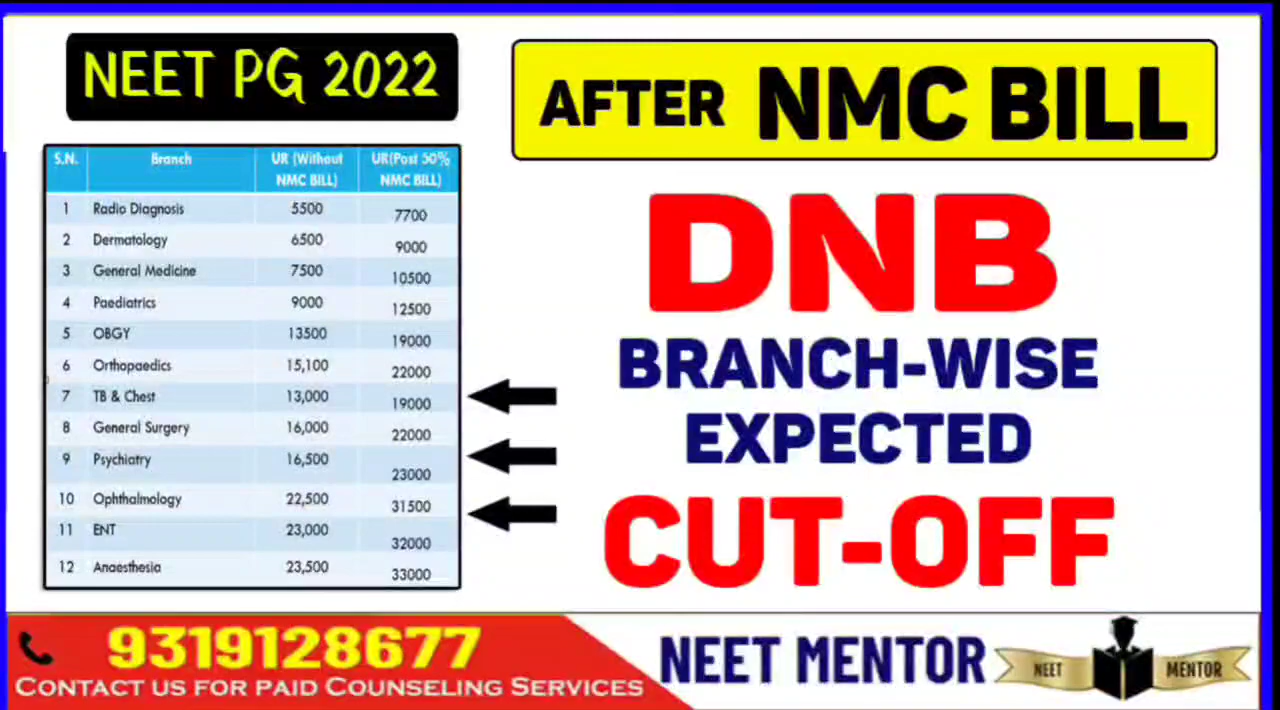 NEET PG 2022
AFTER NMC BILL
S.N. Branch UR (Without NMC BILL) UR(Post 50% NMC BILL)
1 Radio Diagnosis 5500 7700
2 Dermatology 6500 9000
3 General Medicine 7500 10500
4 Paediatrics 9000 12500
5 OBGY 13500 19000
6 Orthopaedics 15,100 22000
7 TB & Chest 13,000 19000
8 General Surgery 16,000 22000
9 Psychiatry 16,500 23000
10 Ophthalmology 22,500 31500
11 ENT 23,000 32000
12 Anaesthesia 23,500 33000
DNB
BRANCH-WISE
EXPECTED
CUT-OFF
9319128677
CONTACT US FOR PAID COUNSELING SERVICES
NEET MENTOR
NEET MENTOR